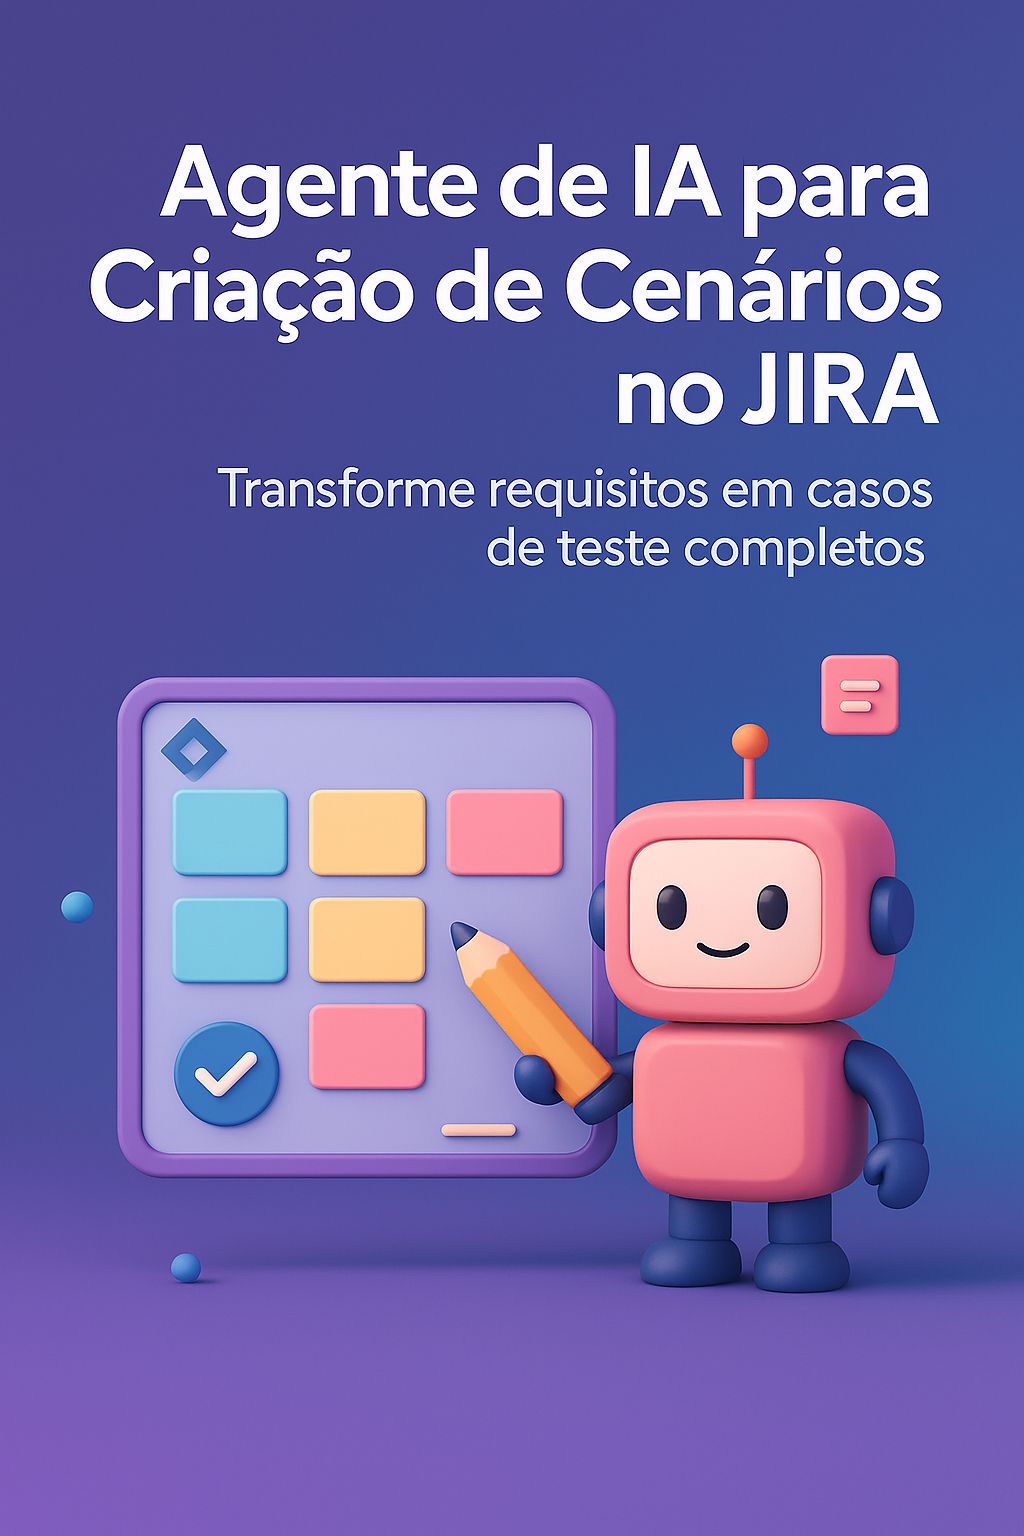 Agente de IA para
Criação de Cenários
no JIRA
Transforme requisitos em casos
de teste completos